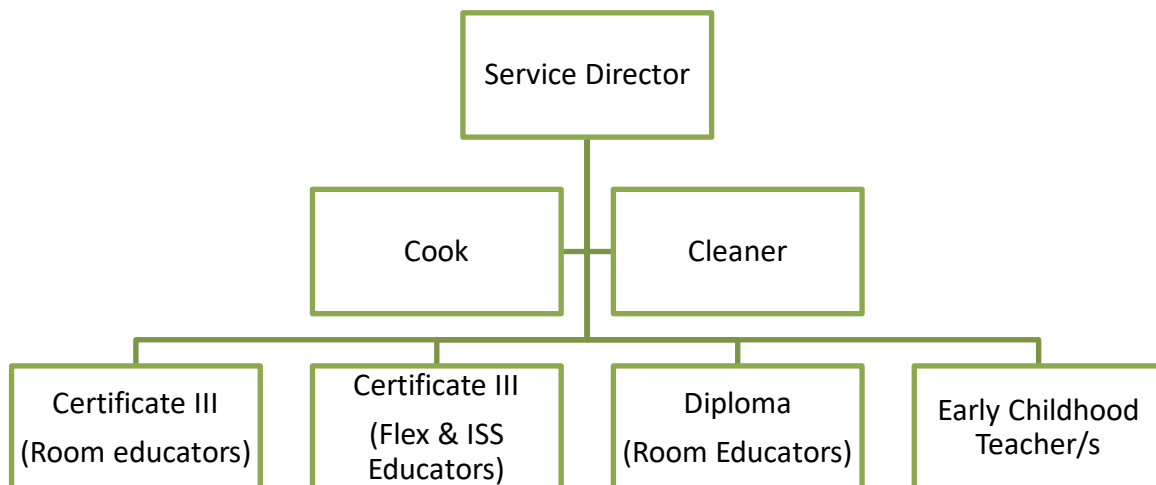 Service Director
Cook
Cleaner
Certificate III
(Room educators)
Certificate III
(Flex & ISS
Educators)
Diploma
(Room Educators)
Early Childhood
Teacher/s